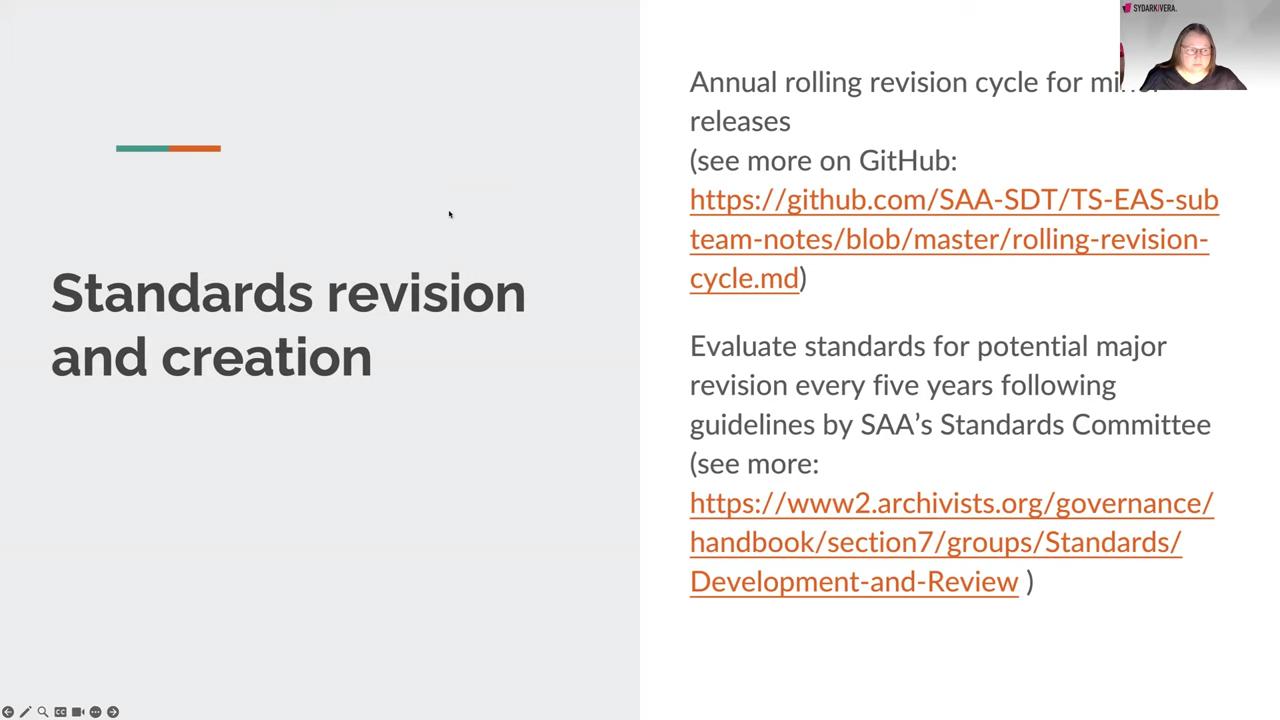 SYDARKIVERA.
Standards revision
and creation
Annual rolling revision cycle for
releases
(see more on GitHub:
https://github.com/SAA-SDT/TS-EAS-sub
team-notes/blob/master/rolling-revision-
cycle.md)
Evaluate standards for potential major
revision every five years following
guidelines by SAA’s Standards Committee
(see more:
https://www2.archivists.org/governance/
handbook/section7/groups/Standards/
Development-and-Review )